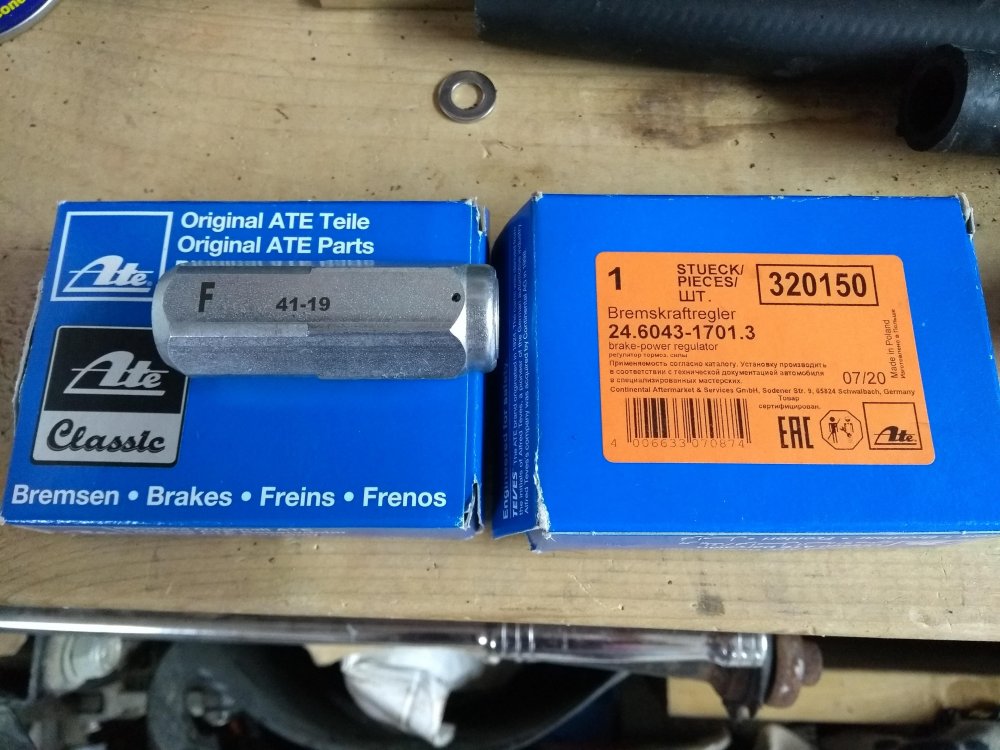 Ate
Original ATE Teile
Original ATE Parts
F
41-19
Ate
Classic
Bremsen • Brakes • Freins • Frenos
1
STUECK/
PIECES/
ШТ.
320150
Bremskraftregler
24.6043-1701.3
brake-power regulator
регулятор тормоз. силы
Применяемость согласно каталогу. Установку производить
в соответствии с технической документацией автомобиля
в специализированных мастерских.
07/20
Made in Poland
Изготовлено в Польше
Continental Aftermarket & Services GmbH, Sodener Str. 9, 65824 Schwalbach, Germany
Товар
сертифицирован.
4 006633 070874
EAC
Ate
TEVES